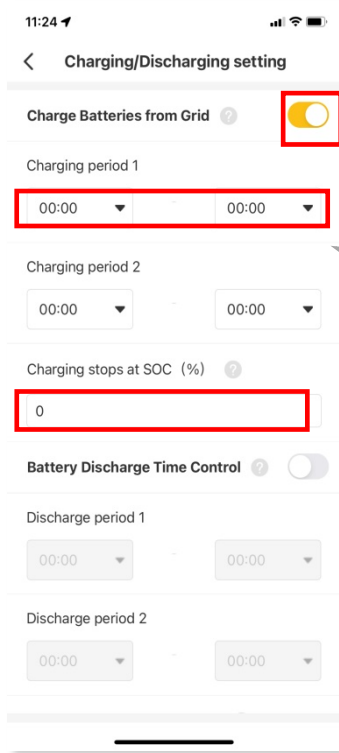 11:24
Charging/Discharging setting
Charge Batteries from Grid ?
Charging period 1
00:00 - 00:00
Charging period 2
00:00 - 00:00
Charging stops at SOC (%) ?
0
Battery Discharge Time Control ?
Discharge period 1
00:00 - 00:00
Discharge period 2
00:00 - 00:00